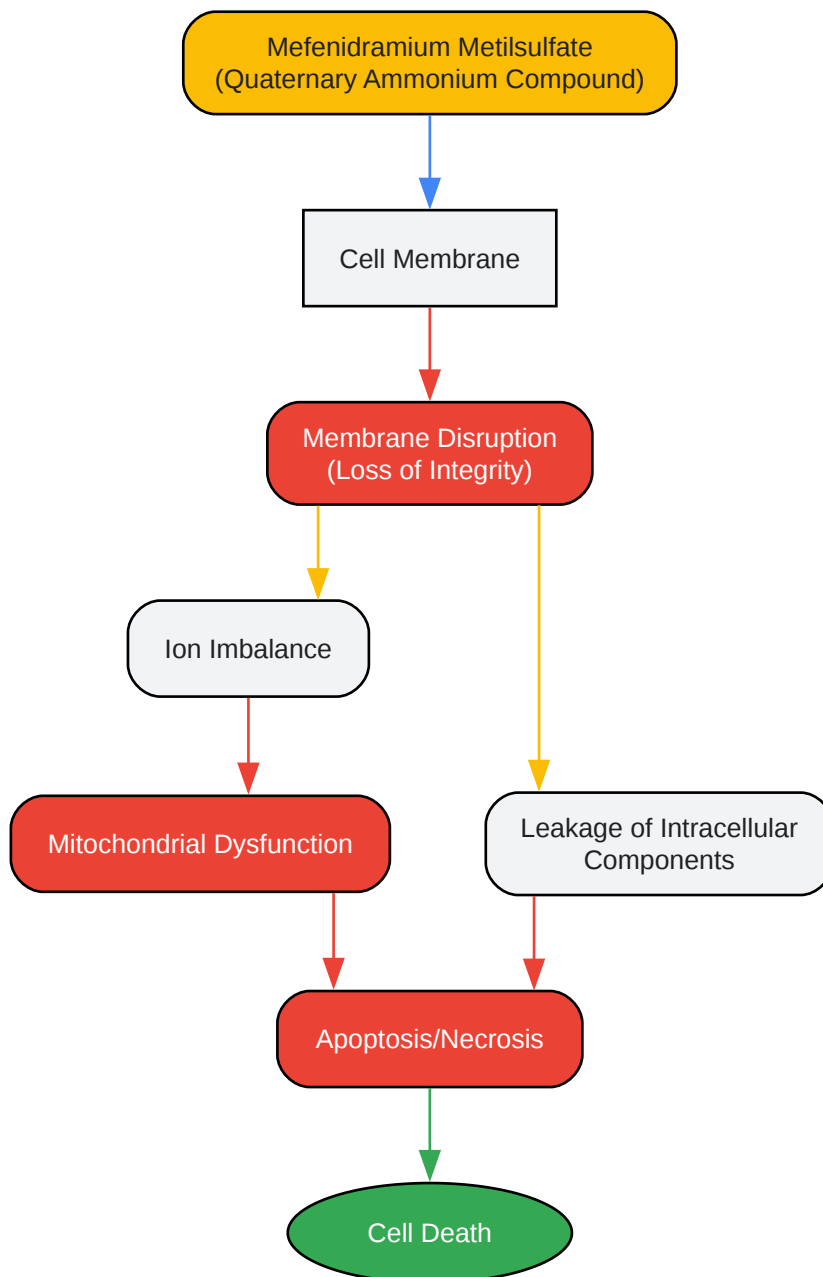 Mefenidramium Metilsulfate
(Quaternary Ammonium Compound)
Cell Membrane
Membrane Disruption
(Loss of Integrity)
Ion Imbalance
Mitochondrial Dysfunction
Leakage of Intracellular
Components
Apoptosis/Necrosis
Cell Death